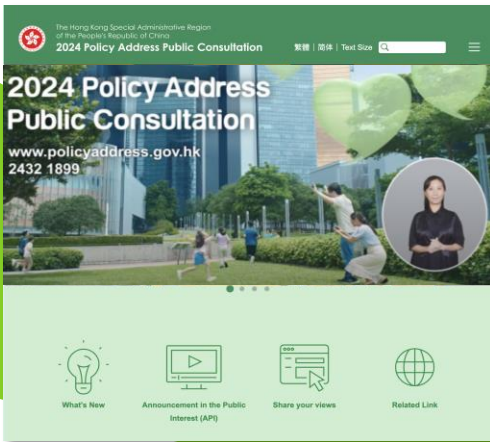 The Hong Kong Special Administrative Region
of the People's Republic of China
2024 Policy Address Public Consultation
繁體 | 简体 | Text Size
2024 Policy Address
Public Consultation
www.policyaddress.gov.hk
2432 1899
What's New
Announcement in the Public
Interest (API)
Share your views
Related Link